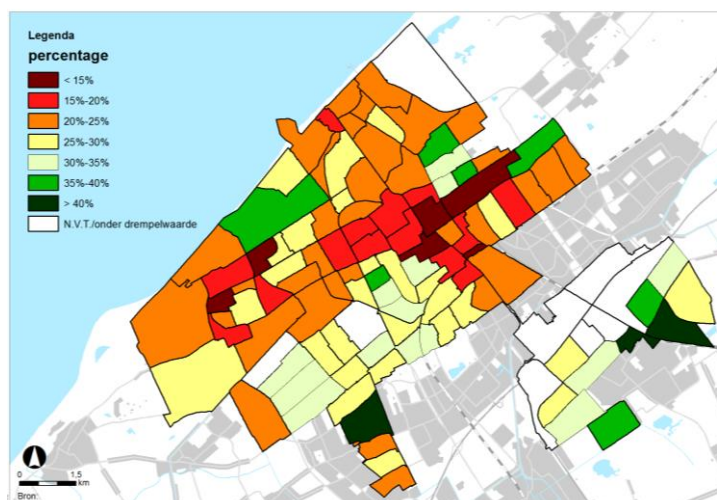 Legenda
percentage
< 15%
15%-20%
20%-25%
25%-30%
30%-35%
35%-40%
> 40%
N.V.T./onder drempelwaarde
0 1,5
km
Bron: